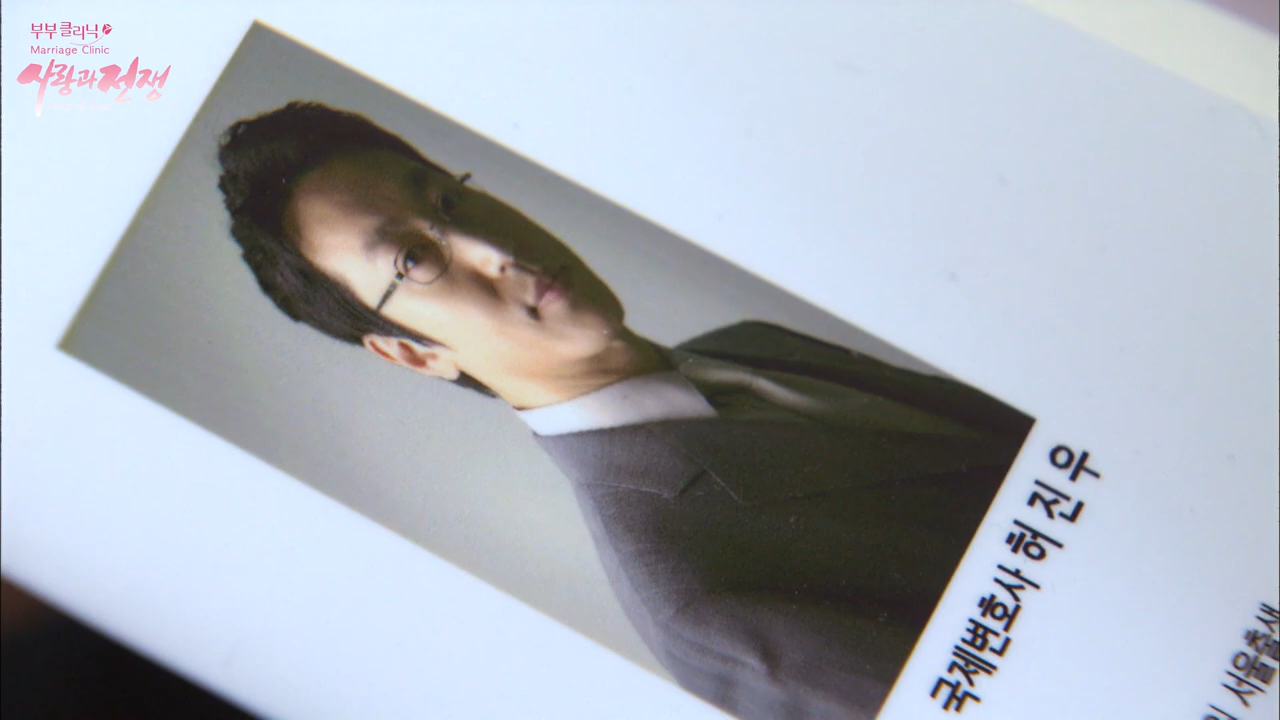 부부클리닉
Marriage Clinic
사랑과 전쟁
국제변호사 허 진 우
서울출생